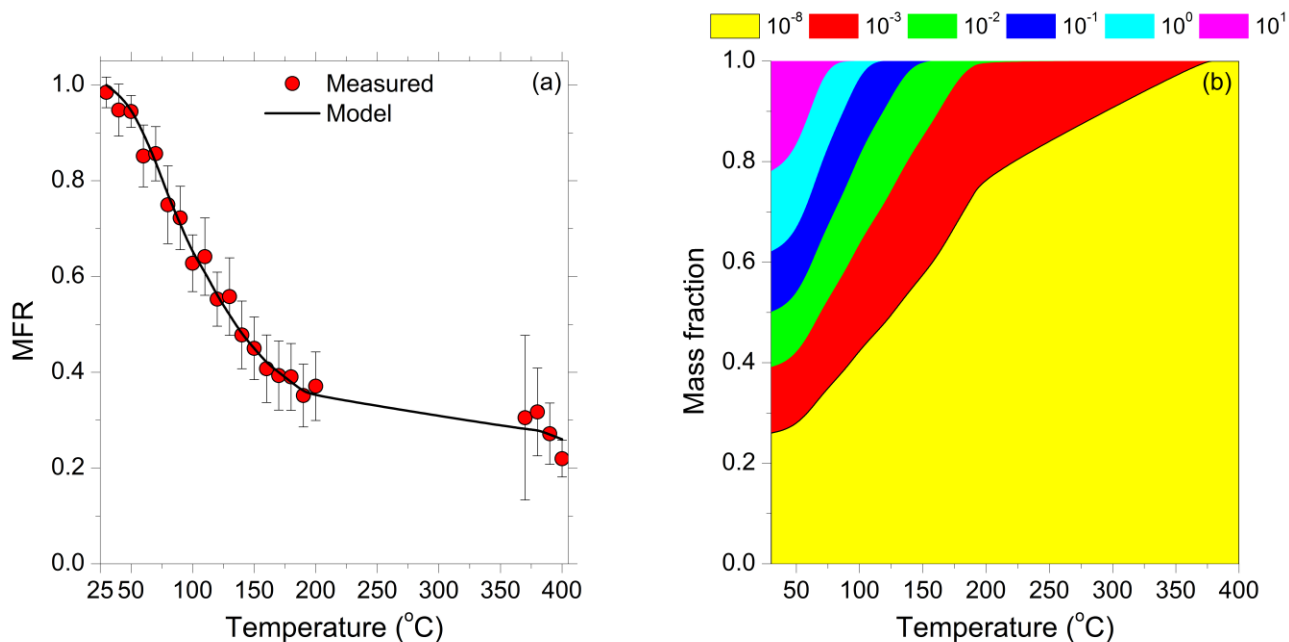 10⁻⁸ 10⁻³ 10⁻² 10⁻¹ 10⁰ 10¹
(a)
Measured
Model
MFR
1.0
0.8
0.6
0.4
0.2
0.0
25 50 100 150 200 250 300 350 400
Temperature (°C)
(b)
Mass fraction
1.0
0.8
0.6
0.4
0.2
0.0
50 100 150 200 250 300 350 400
Temperature (°C)